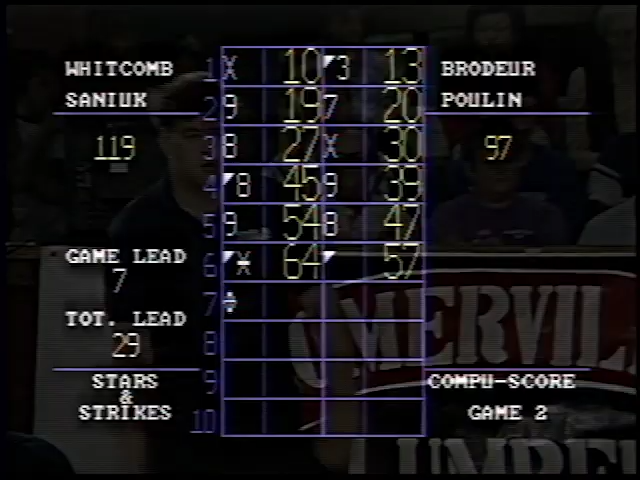 WHITCOMB
SANIUK
119
GAME LEAD
7
TOT. LEAD
29
STARS
&
STRIKES
1 X 10 3 13
2 9 19 7 20
3 8 27 X 30
4 8 45 9 39
5 9 54 8 47
6 X 64 57
7
8
9
10
BRODEUR
POULIN
97
COMPU-SCORE
GAME 2
OMERVIL
UMPE